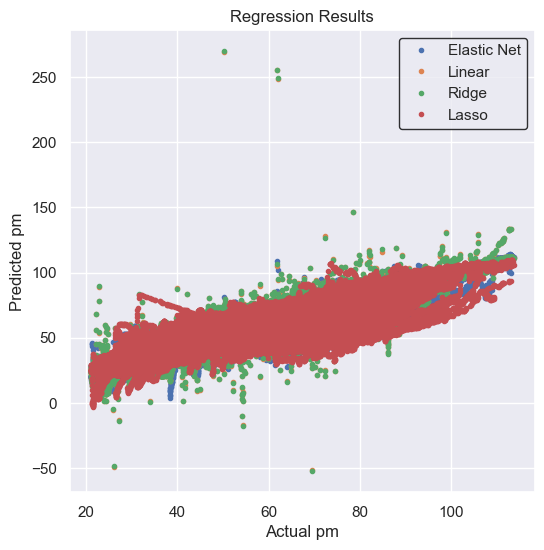 Regression Results
Elastic Net
Linear
Ridge
Lasso
250
200
150
100
50
0
−50
Predicted pm
20
40
60
80
100
Actual pm